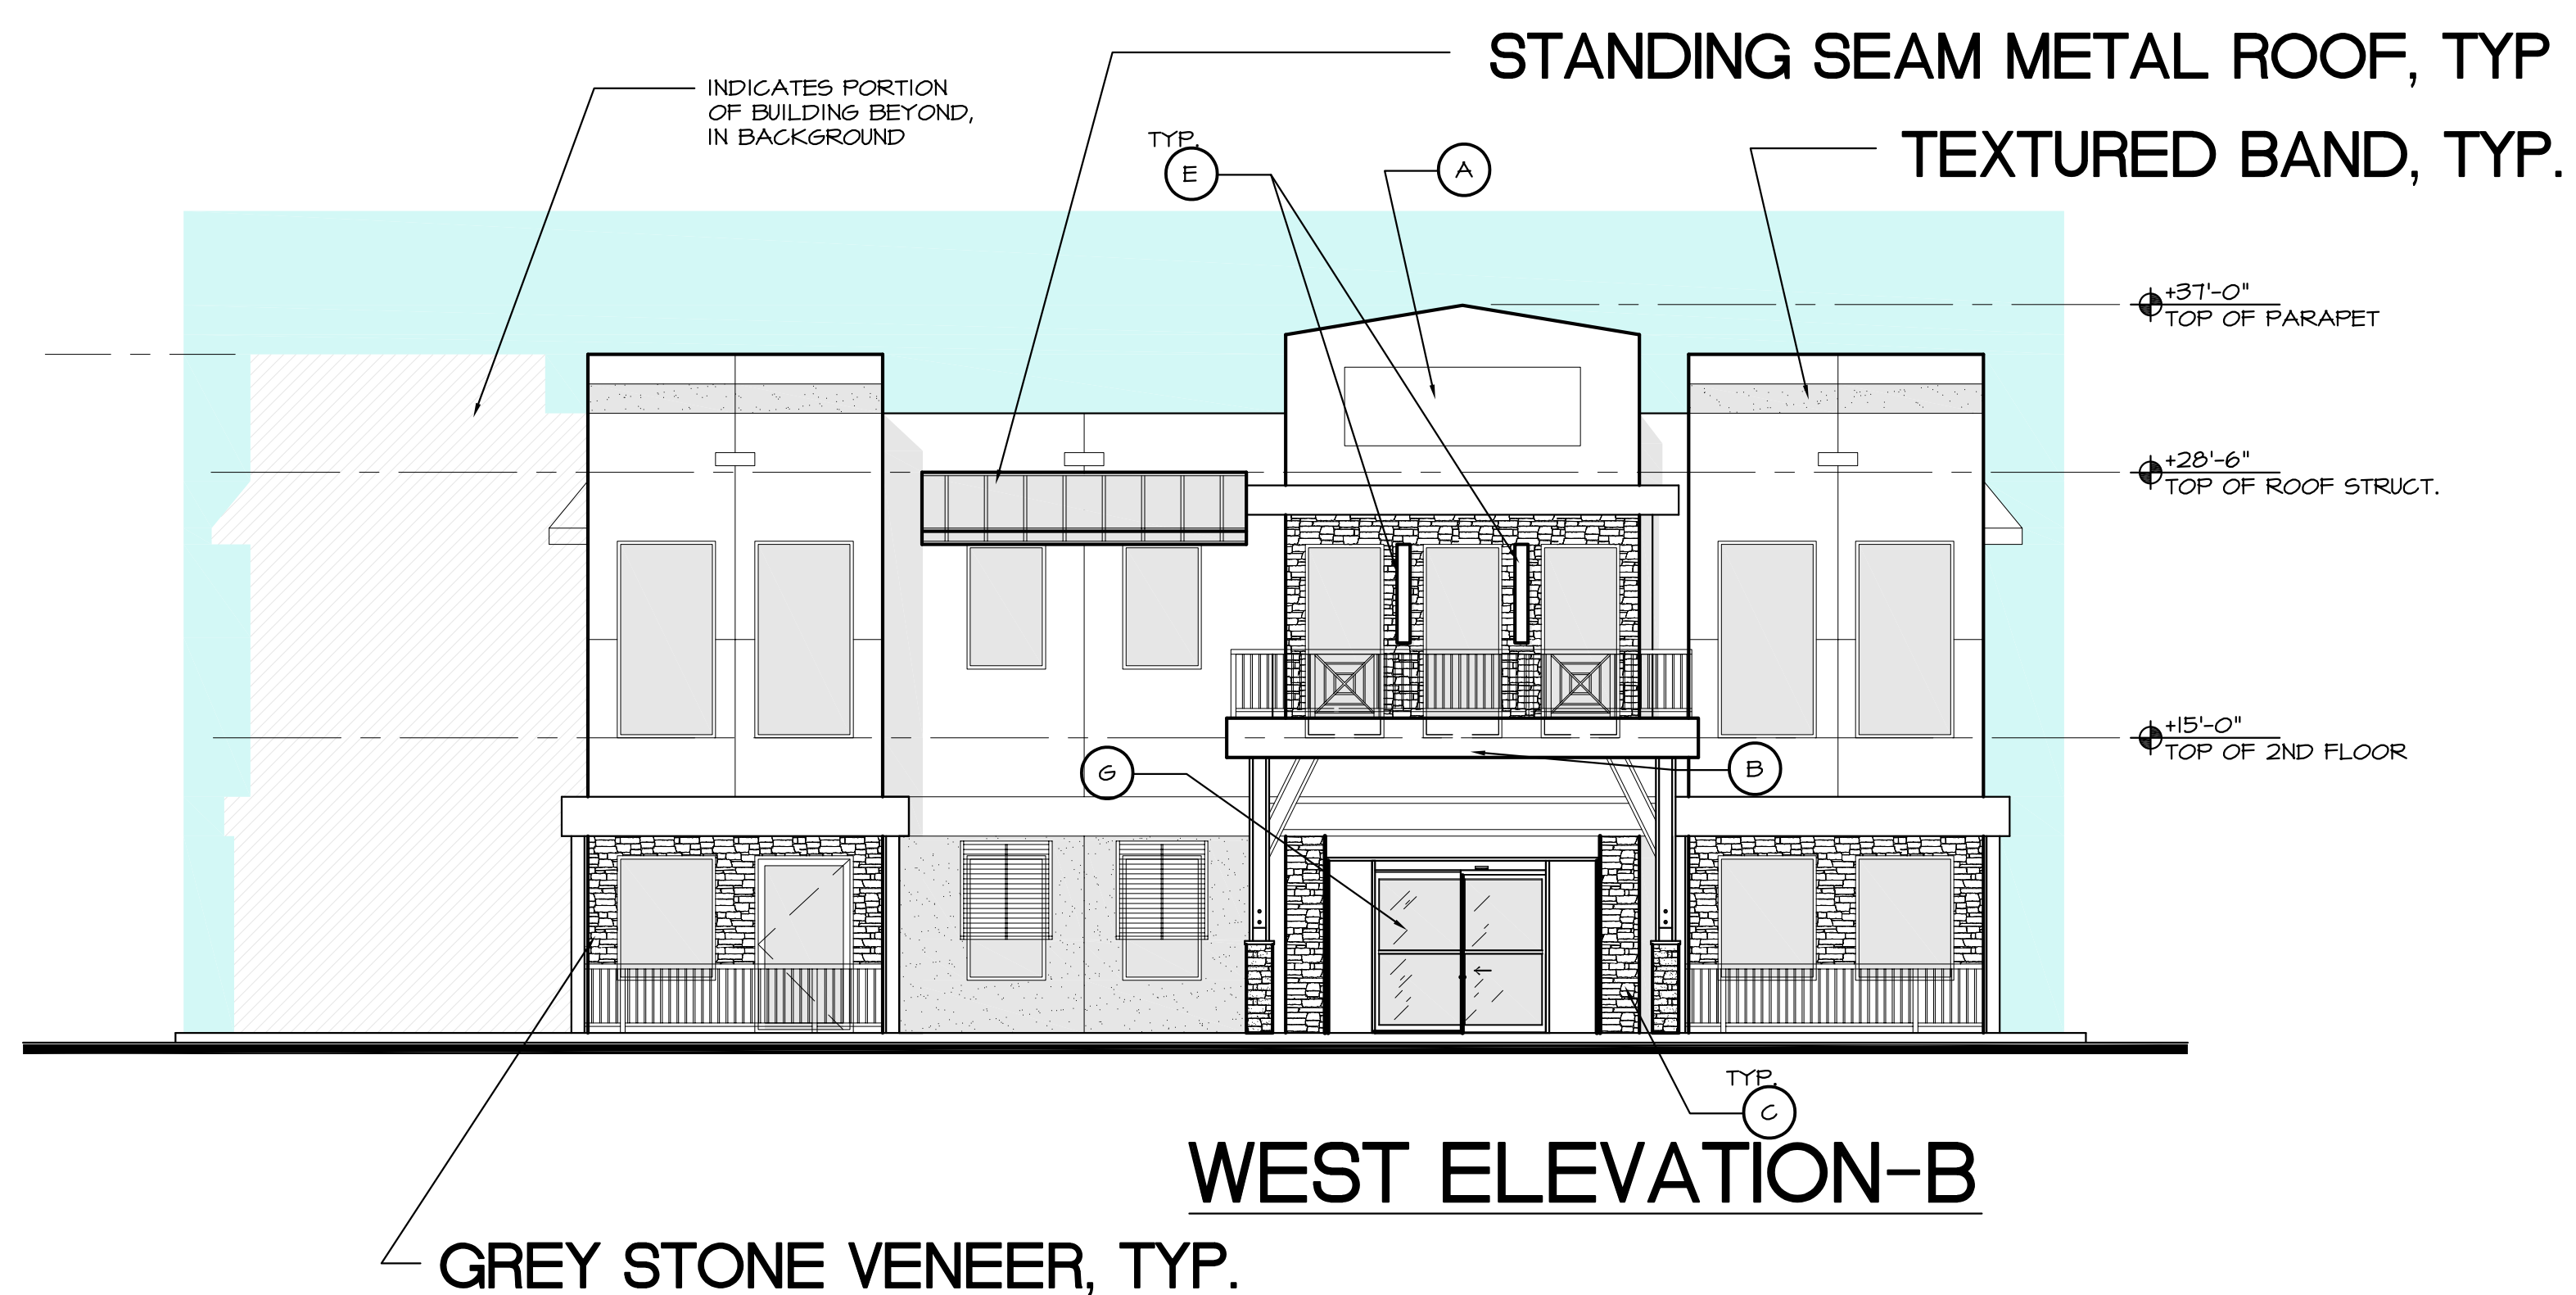 STANDING SEAM METAL ROOF, TYP
INDICATES PORTION
OF BUILDING BEYOND,
IN BACKGROUND
TYP.
E
A
TEXTURED BAND, TYP.
+37'-0"
TOP OF PARAPET
+28'-6"
TOP OF ROOF STRUCT.
+15'-0"
TOP OF 2ND FLOOR
G
B
TYP.
C
WEST ELEVATION-B
GREY STONE VENEER, TYP.